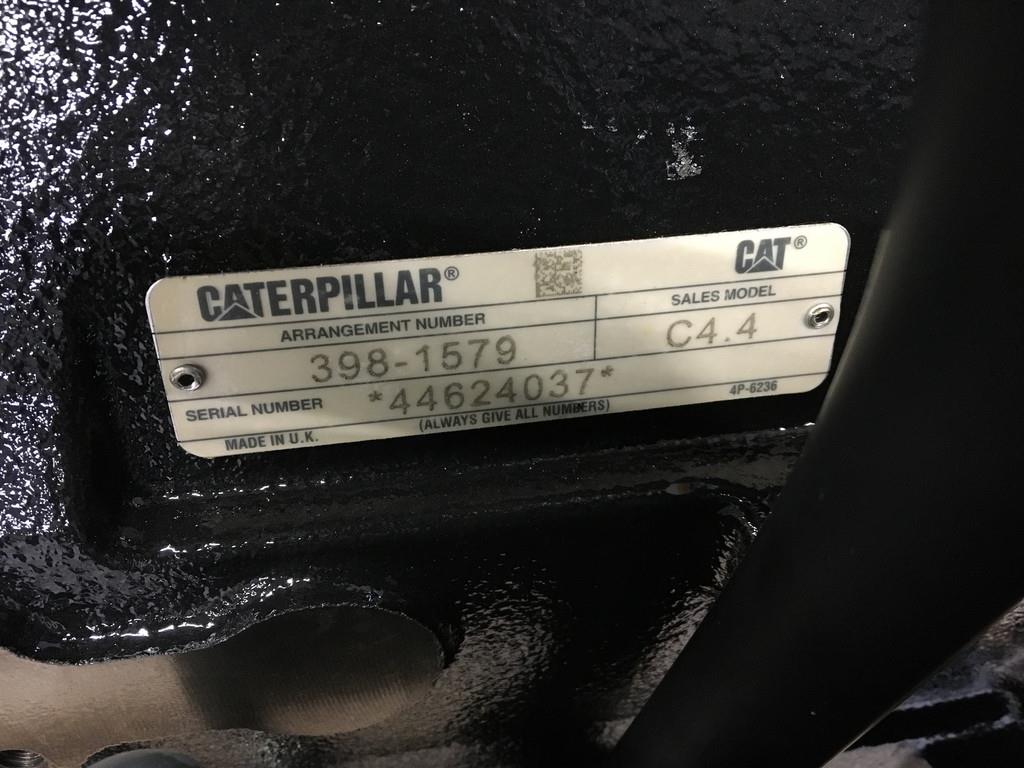 CATERPILLAR®
CAT®
ARRANGEMENT NUMBER
SALES MODEL
398-1579
C4.4
SERIAL NUMBER *44624037*
(ALWAYS GIVE ALL NUMBERS)
4P-6236
MADE IN U.K.